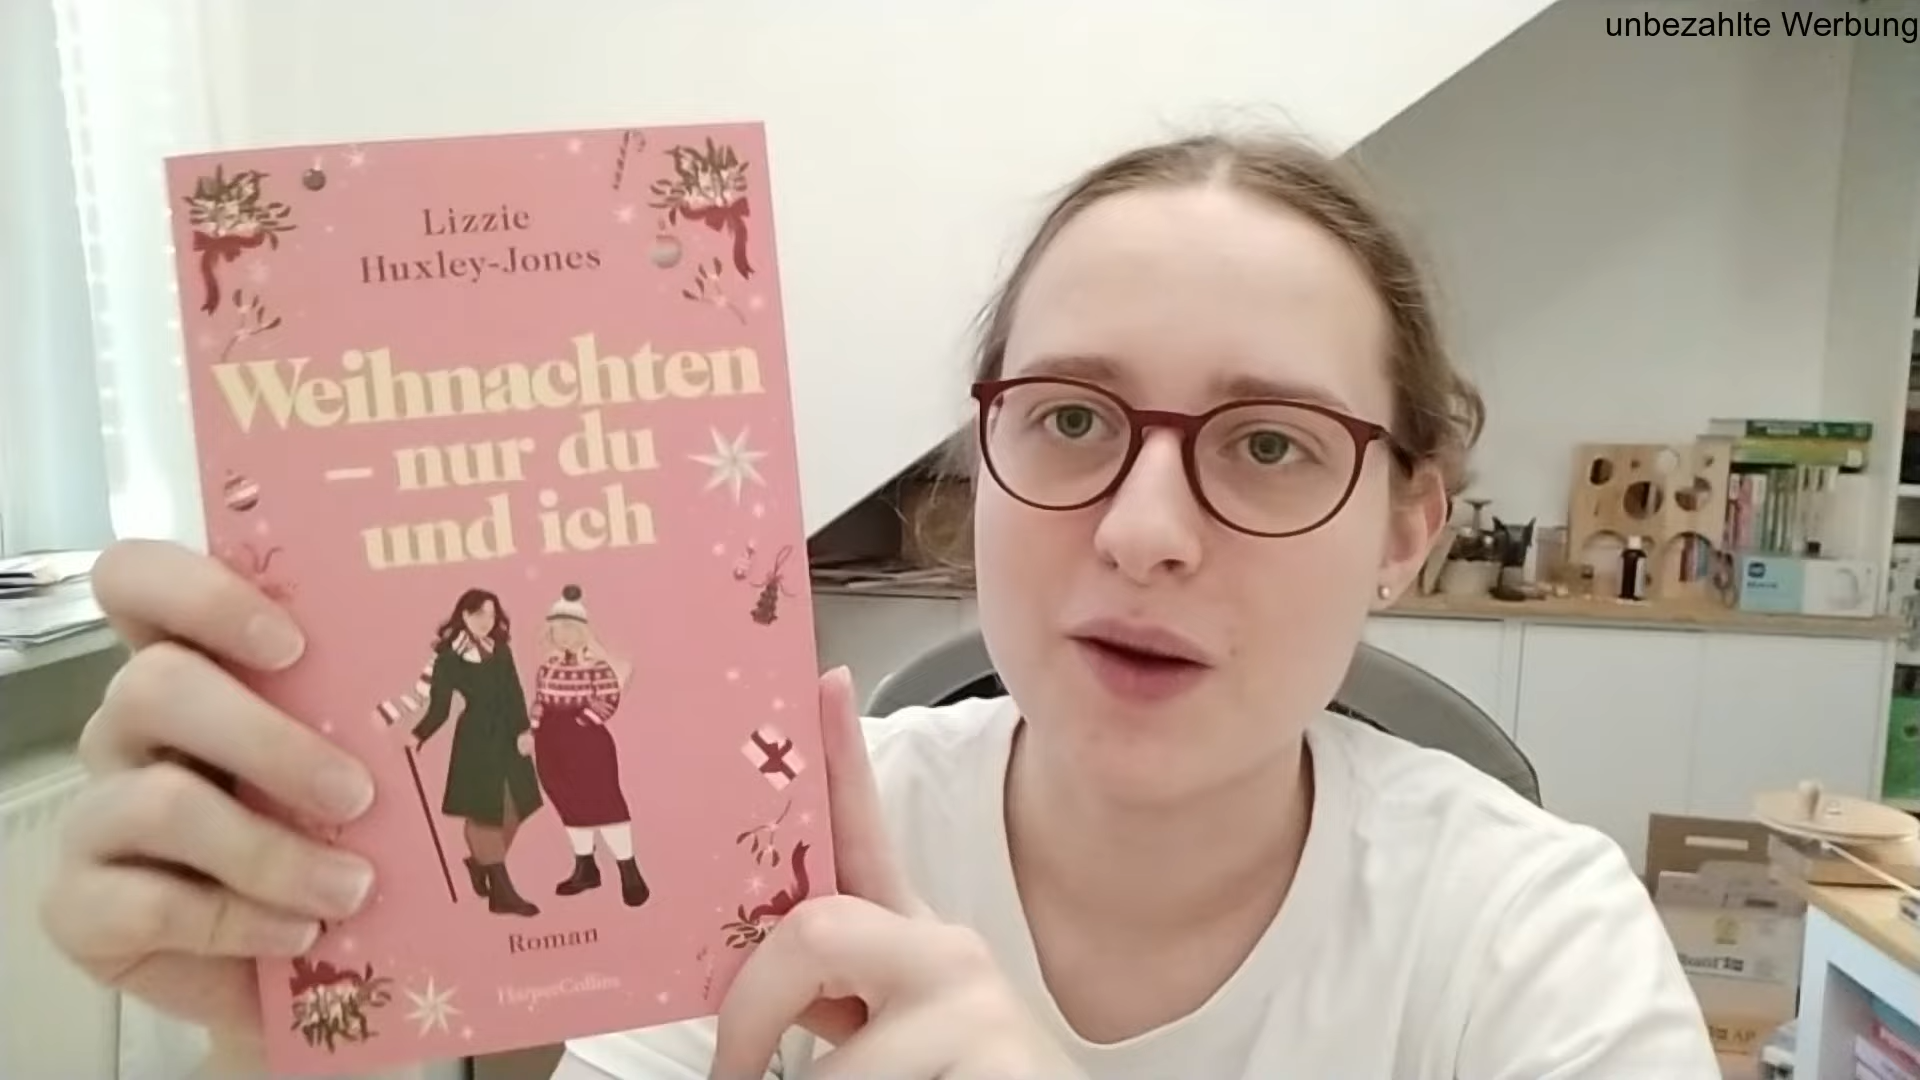 unbezahlte Werbung
Lizzie
Huxley-Jones
Weihnachten
– nur du
und ich
Roman
HarperCollins